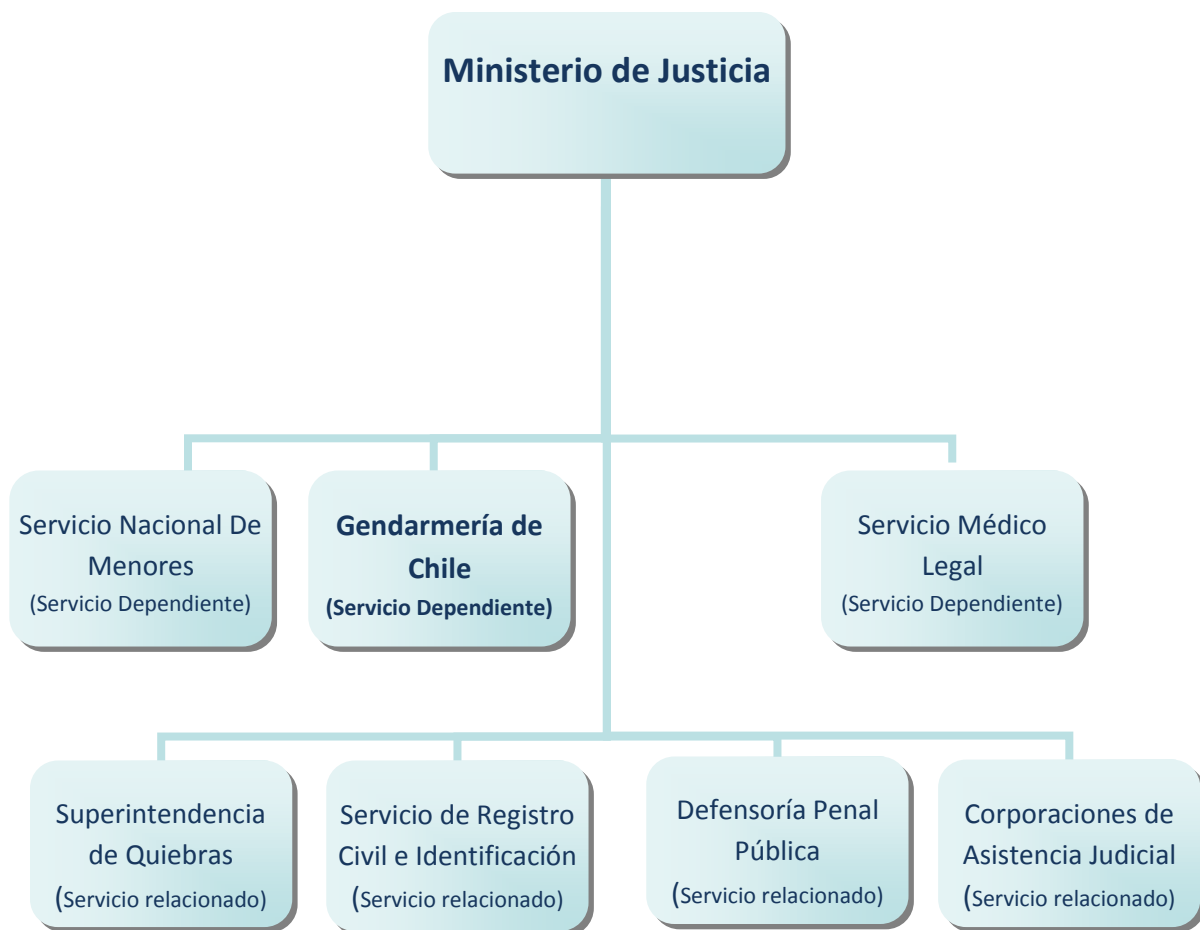 Ministerio de Justicia
Servicio Nacional De
Menores
(Servicio Dependiente)
Gendarmería de
Chile
(Servicio Dependiente)
Servicio Médico
Legal
(Servicio Dependiente)
Superintendencia
de Quiebras
(Servicio relacionado)
Servicio de Registro
Civil e Identificación
(Servicio relacionado)
Defensoría Penal
Pública
(Servicio relacionado)
Corporaciones de
Asistencia Judicial
(Servicio relacionado)